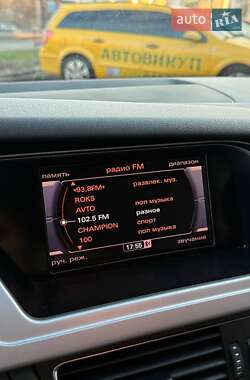 AUTO RIA
АВТОВИКУП
память
радио FM
диапазон
•93,8FM• развлек. муз.
ROKS
AVTO поп музыка
102.5 FM разное
CHAMPION спорт
100 поп музыка
17:55
руч. реж.
звучание